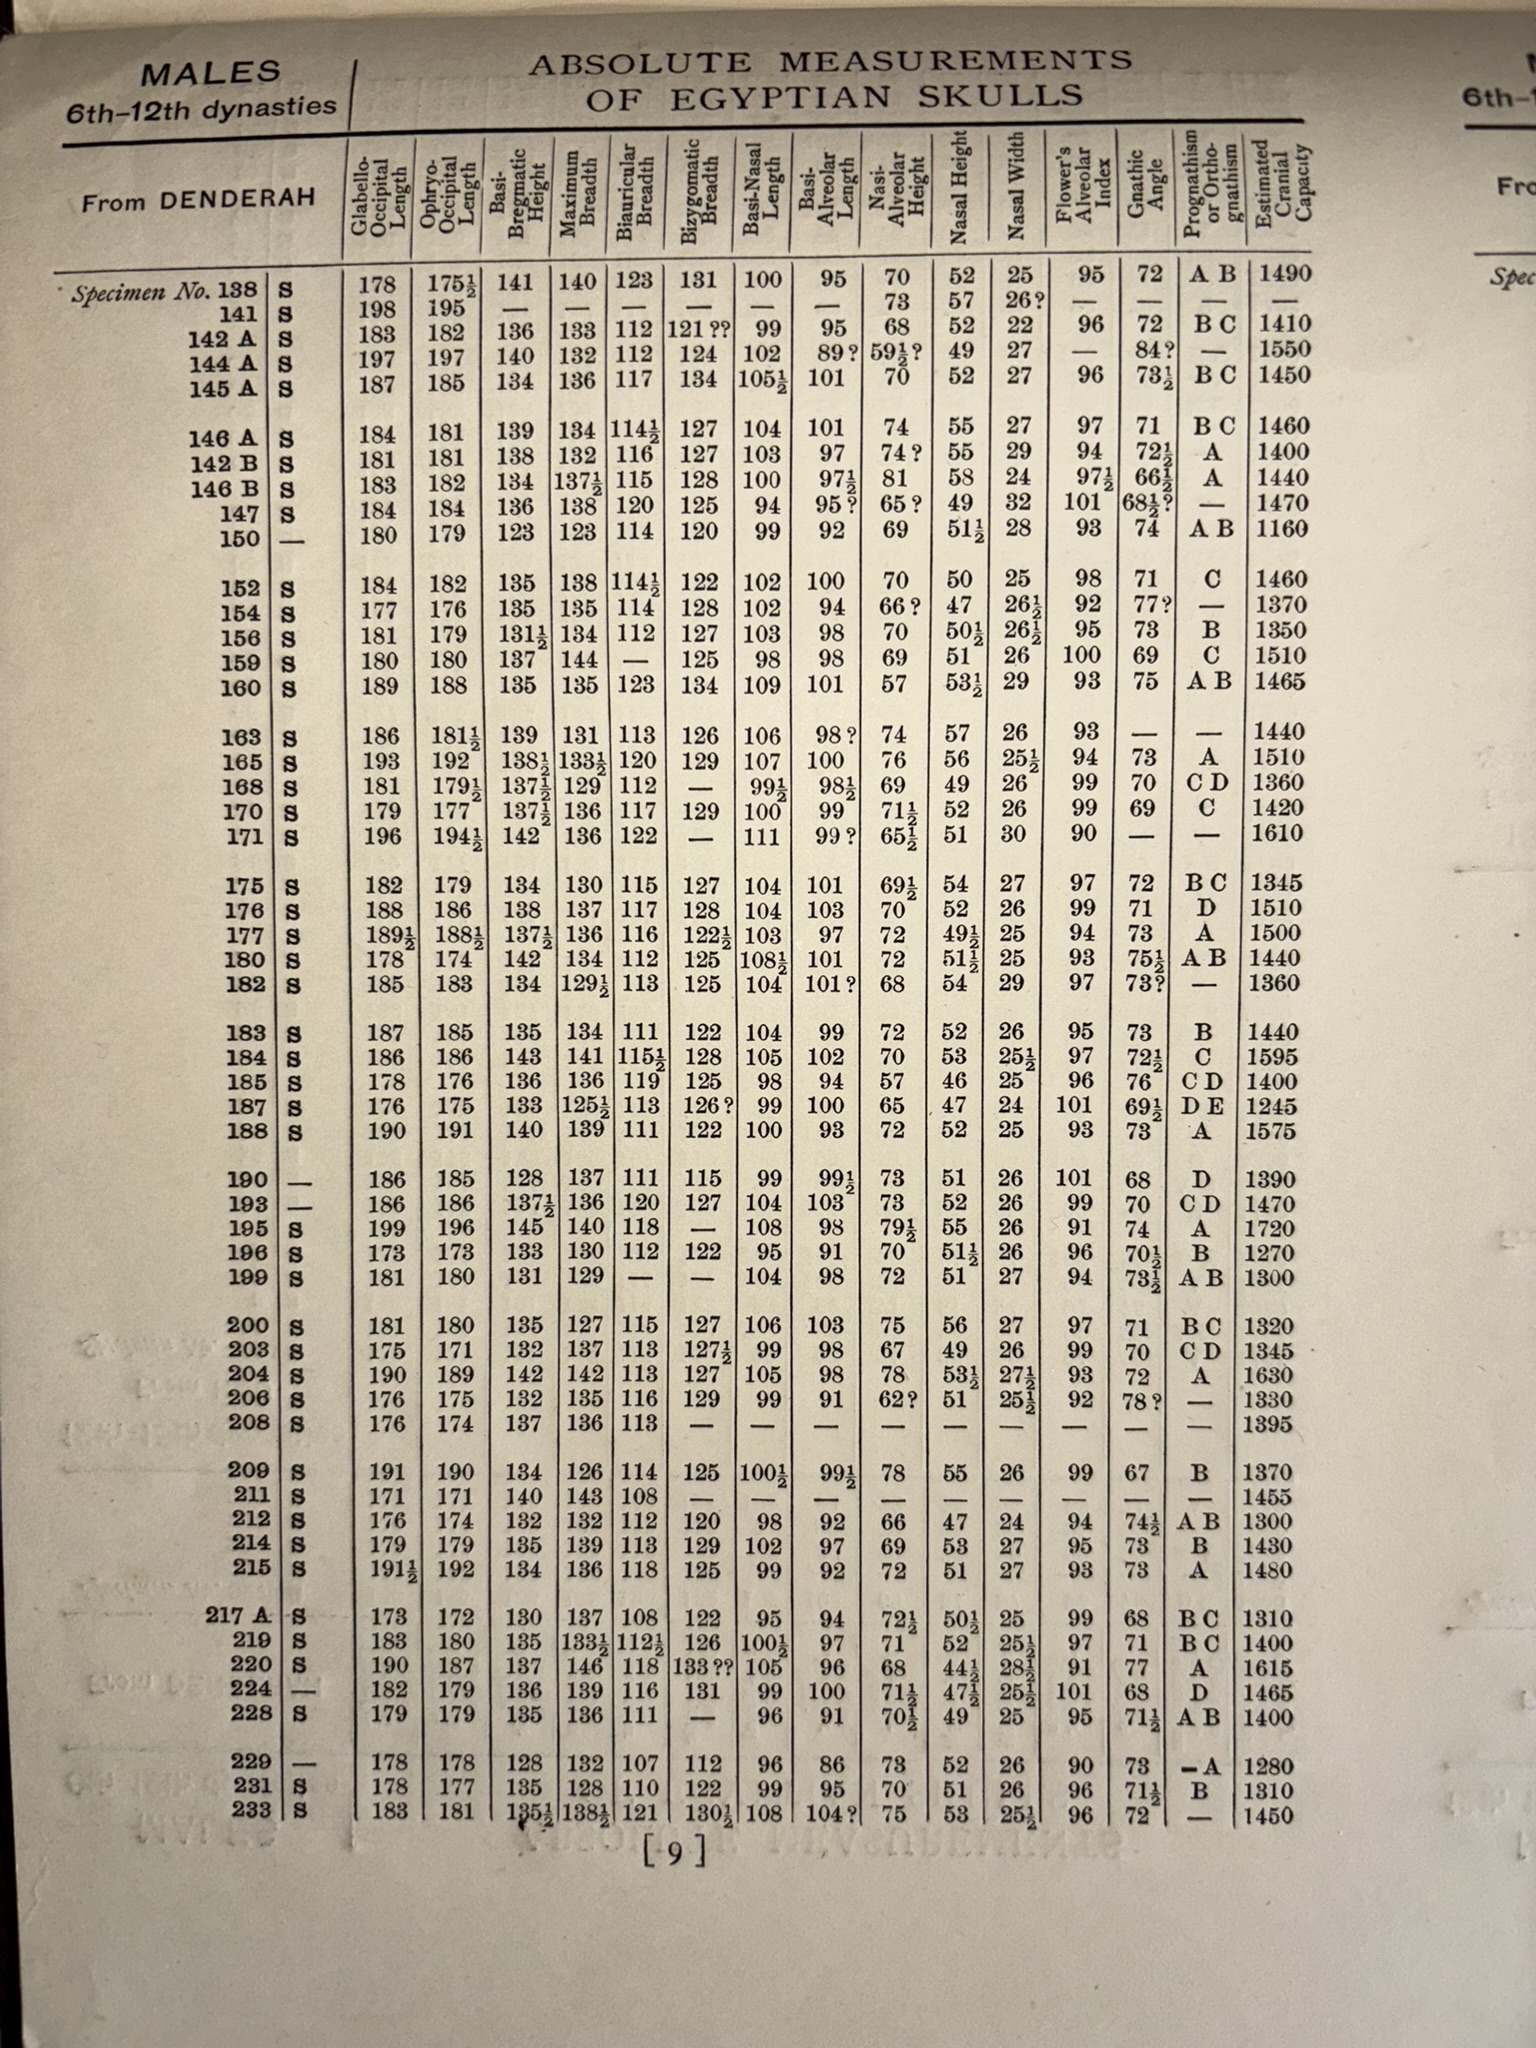 MALES
6th–12th dynasties
ABSOLUTE MEASUREMENTS
OF EGYPTIAN SKULLS
From DENDERAH Glabello-Occipital Length Ophryo-Occipital Length Basi-Bregmatic Height Maximum Breadth Biauricular Breadth Bizygomatic Breadth Basi-Nasal Length Basi-Alveolar Length Nasi-Alveolar Height Nasal Height Nasal Width Flower's Alveolar Index Gnathic Angle Prognathism or Ortho-gnathism Estimated Cranial Capacity
Specimen No. 138 S 178 175½ 141 140 123 131 100 95 70 52 25 95 72 A B 1490
141 S 198 195 — — — — — — 73 57 26? — — — —
142 A S 183 182 136 133 112 121?? 99 95 68 52 22 96 72 B C 1410
144 A S 197 197 140 132 112 124 102 89? 59½? 49 27 — 84? — 1550
145 A S 187 185 134 136 117 134 105½ 101 70 52 27 96 73½ B C 1450
146 A S 184 181 139 134 114½ 127 104 101 74 55 27 97 71 B C 1460
142 B S 181 181 138 132 116 127 103 97 74? 55 29 94 72½ A 1400
146 B S 183 182 134 137½ 115 128 100 97½ 81 58 24 97½ 66½ A 1440
147 S 184 184 136 138 120 125 94 95? 65? 49 32 101 68½? — 1470
150 — 180 179 123 123 114 120 99 92 69 51½ 28 93 74 A B 1160
152 S 184 182 135 138 114½ 122 102 100 70 50 25 98 71 C 1460
154 S 177 176 135 135 114 128 102 94 66? 47 26½ 92 77? — 1370
156 S 181 179 131½ 134 112 127 103 98 70 50½ 26½ 95 73 B 1350
159 S 180 180 137 144 — 125 98 98 69 51 26 100 69 C 1510
160 S 189 188 135 135 123 134 109 101 57 53½ 29 93 75 A B 1465
163 S 186 181½ 139 131 113 126 106 98? 74 57 26 93 — — 1440
165 S 193 192 138½ 133½ 120 129 107 100 76 56 25½ 94 73 A 1510
168 S 181 179½ 137½ 129 112 — 99½ 98½ 69 49 26 99 70 C D 1360
170 S 179 177 137½ 136 117 129 100 99 71½ 52 26 99 69 C 1420
171 S 196 194½ 142 136 122 — 111 99? 65½ 51 30 90 — — 1610
175 S 182 179 134 130 115 127 104 101 69½ 54 27 97 72 B C 1345
176 S 188 186 138 137 117 128 104 103 70 52 26 99 71 D 1510
177 S 189½ 188½ 137½ 136 116 122½ 103 97 72 49½ 25 94 73 A 1500
180 S 178 174 142 134 112 125 108½ 101 72 51½ 25 93 75½ A B 1440
182 S 185 183 134 129½ 113 125 104 101? 68 54 29 97 73? — 1360
183 S 187 185 135 134 111 122 104 99 72 52 26 95 73 B 1440
184 S 186 186 143 141 115½ 128 105 102 70 53 25½ 97 72½ C 1595
185 S 178 176 136 136 119 125 98 94 57 46 25 96 76 C D 1400
187 S 176 175 133 125½ 113 126? 99 100 65 47 24 101 69½ D E 1245
188 S 190 191 140 139 111 122 100 93 72 52 25 93 73 A 1575
190 — 186 185 128 137 111 115 99 99½ 73 51 26 101 68 D 1390
193 — 186 186 137½ 136 120 127 104 103 73 52 26 99 70 C D 1470
195 S 199 196 145 140 118 — 108 98 79½ 55 26 91 74 A 1720
196 S 173 173 133 130 112 122 95 91 70 51½ 26 96 70½ B 1270
199 S 181 180 131 129 — — 104 98 72 51 27 94 73½ A B 1300
200 S 181 180 135 127 115 127 106 103 75 56 27 97 71 B C 1320
203 S 175 171 132 137 113 127½ 99 98 67 49 26 99 70 C D 1345
204 S 190 189 142 142 113 127 105 98 78 53½ 27½ 93 72 A 1630
206 S 176 175 132 135 116 129 99 91 62? 51 25½ 92 78? — 1330
208 S 176 174 137 136 113 — — — — — — — — — 1395
209 S 191 190 134 126 114 125 100½ 99½ 78 55 26 99 67 B 1370
211 S 171 171 140 143 108 — — — — — — — — — 1455
212 S 176 174 132 132 112 120 98 92 66 47 24 94 74½ A B 1300
214 S 179 179 135 139 113 129 102 97 69 53 27 95 73 B 1430
215 S 191½ 192 134 136 118 125 99 92 72 51 27 93 73 A 1480
217 A S 173 172 130 137 108 122 95 94 72½ 50½ 25 99 68 B C 1310
219 S 183 180 135 133½ 112½ 126 100½ 97 71 52 25½ 97 71 B C 1400
220 S 190 187 137 146 118 133?? 105 96 68 44½ 28½ 91 77 A 1615
224 — 182 179 136 139 116 131 99 100 71½ 47½ 25½ 101 68 D 1465
228 S 179 179 135 136 111 — 96 91 70½ 49 25 95 71½ A B 1400
229 — 178 178 128 132 107 112 96 86 73 52 26 90 73 –A 1280
231 S 178 177 135 128 110 122 99 95 70 51 26 96 71½ B 1310
233 S 183 181 135½ 138½ 121 130½ 108 104? 75 53 25½ 96 72 — 1450
[9]